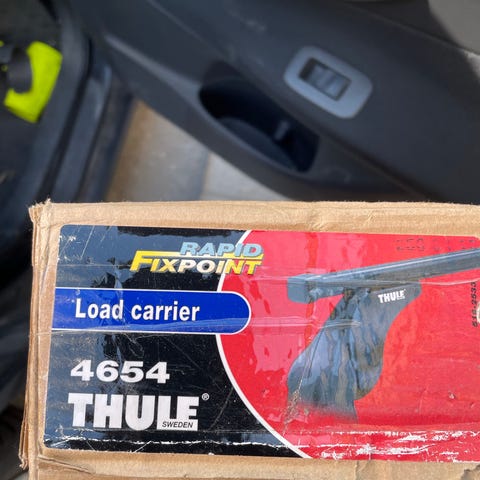 RAPID
FIXPOINT
Load carrier
THULE
4654
THULE®
SWEDEN